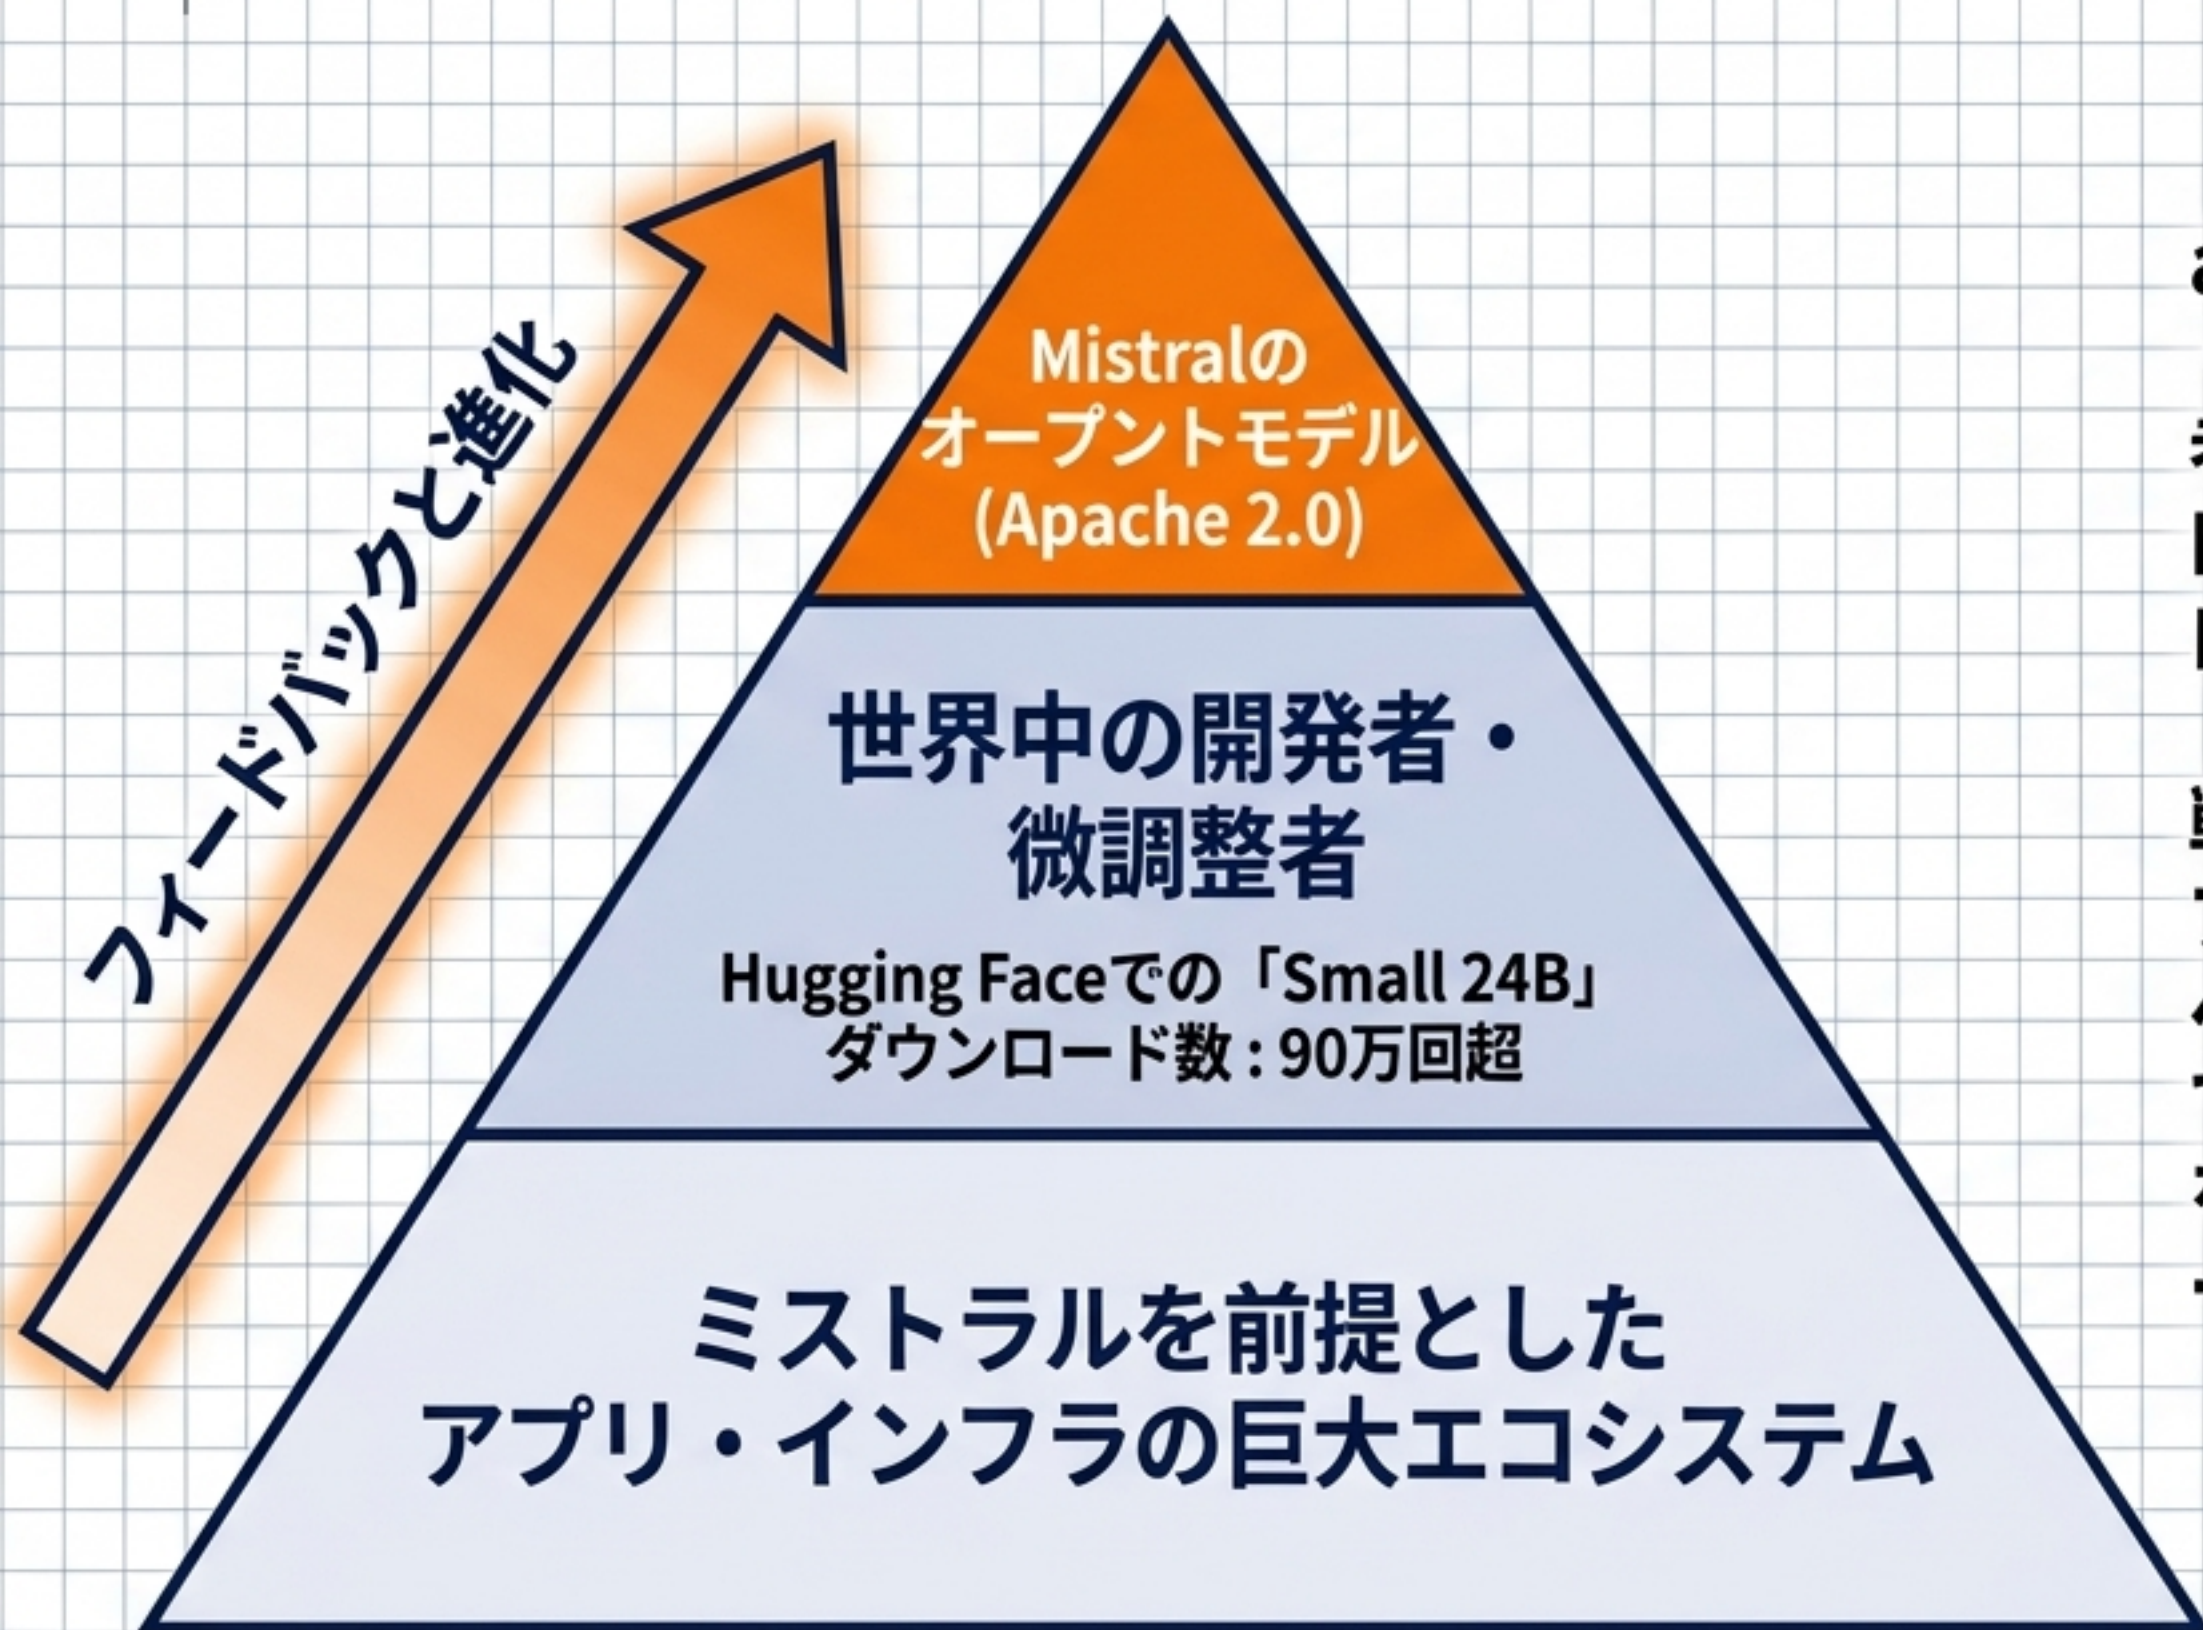 Mistralの
オープントモデル
(Apache 2.0)
フィードバックと進化
世界中の開発者・
微調整者
Hugging Faceでの「Small 24B」
ダウンロード数 : 90万回超
ミストラルを前提とした
アプリ・インフラの巨大エコシステム